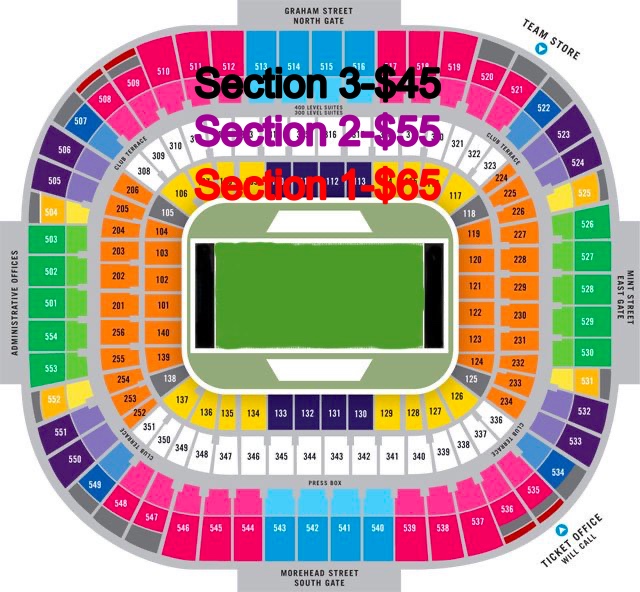 GRAHAM STREET
NORTH GATE
TEAM STORE
510 511 512 513 514 515 516 517 518 519
509 520
508 521
507 522
506 523
505 524
504 525
Section 3-$45
400 LEVEL SUITES
300 LEVEL SUITES
Section 2-$55
Section 1-$65
CLUB TERRACE
CLUB TERRACE
308 309 310
321 322 323
106 112 113 117
105 118
206 224
205 225
204 226
203 227
202 228
201 229
256 230
255 231
254 232
253 233
252 234
104 119
103 120
102 121
101 122
140 123
139 124
138 125
ADMINISTRATIVE OFFICES
503 526
502 527
501 528
554 529
553 530
552 531
551 532
550 533
549 534
MINT STREET
EAST GATE
137 136 135 134 133 132 131 130 129 128 127 126
351 350 349 348 347 346 345 344 343 342 341 340 339 338 337 336
CLUB TERRACE
CLUB TERRACE
PRESS BOX
548 547 546 545 544 543 542 541 540 539 538 537 536 535
MOREHEAD STREET
SOUTH GATE
TICKET OFFICE
WILL CALL